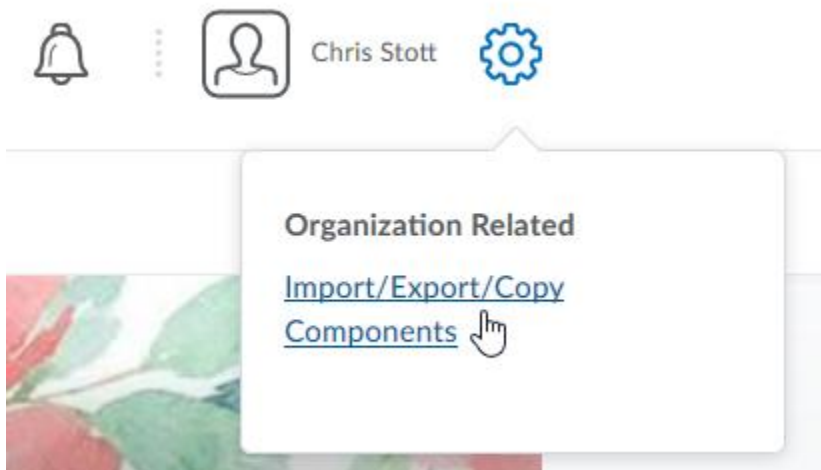 Chris Stott
Organization Related
Import/Export/Copy
Components